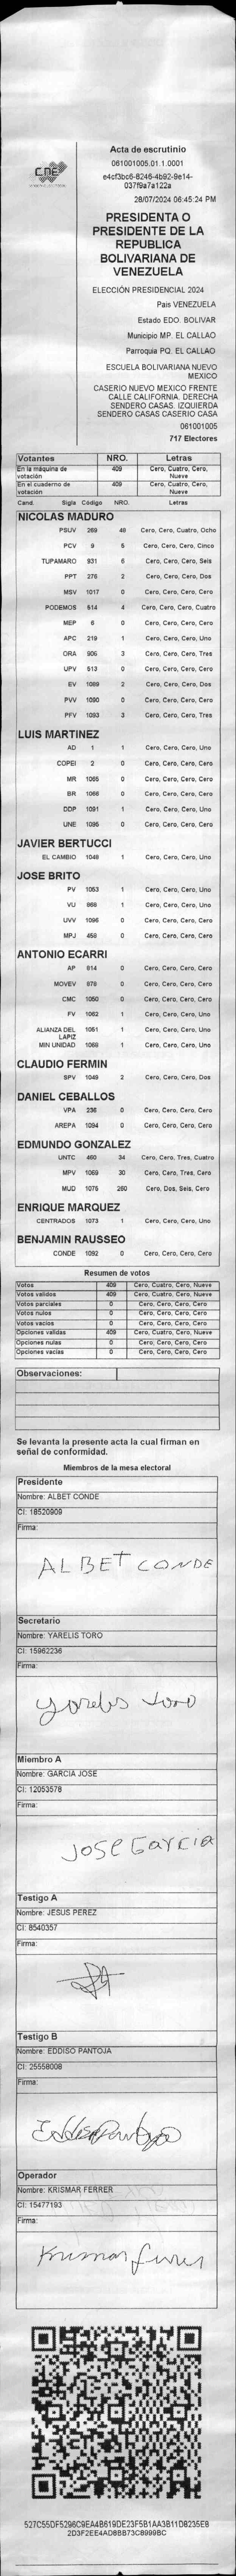 CNE
Acta de escrutinio
061001005.01.1.0001
e4cf3bc6-8246-4b92-9e14-
037f9a7a122a
28/07/2024 06:45:24 PM
PRESIDENTA O
PRESIDENTE DE LA
REPUBLICA
BOLIVARIANA DE
VENEZUELA
ELECCIÓN PRESIDENCIAL 2024
Pais VENEZUELA
Estado EDO. BOLIVAR
Municipio MP. EL CALLAO
Parroquia PQ. EL CALLAO
ESCUELA BOLIVARIANA NUEVO
MEXICO
CASERIO NUEVO MEXICO FRENTE
CALLE CALIFORNIA. DERECHA
SENDERO CASAS. IZQUIERDA
SENDERO CASAS CASERIO CASA
061001005
717 Electores
Votantes NRO. Letras
En la máquina de votación 409 Cero, Cuatro, Cero, Nueve
En el cuaderno de votación 409 Cero, Cuatro, Cero, Nueve
Cand. Sigla Código NRO. Letras
NICOLAS MADURO
PSUV 269 48 Cero, Cero, Cuatro, Ocho
PCV 9 5 Cero, Cero, Cero, Cinco
TUPAMARO 931 6 Cero, Cero, Cero, Seis
PPT 276 2 Cero, Cero, Cero, Dos
MSV 1017 0 Cero, Cero, Cero, Cero
PODEMOS 514 4 Cero, Cero, Cero, Cuatro
MEP 6 0 Cero, Cero, Cero, Cero
APC 219 1 Cero, Cero, Cero, Uno
ORA 906 3 Cero, Cero, Cero, Tres
UPV 513 0 Cero, Cero, Cero, Cero
EV 1089 2 Cero, Cero, Cero, Dos
PVV 1090 0 Cero, Cero, Cero, Cero
PFV 1093 3 Cero, Cero, Cero, Tres
LUIS MARTINEZ
AD 1 1 Cero, Cero, Cero, Uno
COPEI 2 0 Cero, Cero, Cero, Cero
MR 1065 0 Cero, Cero, Cero, Cero
BR 1066 0 Cero, Cero, Cero, Cero
DDP 1091 1 Cero, Cero, Cero, Uno
UNE 1095 0 Cero, Cero, Cero, Cero
JAVIER BERTUCCI
EL CAMBIO 1048 1 Cero, Cero, Cero, Uno
JOSE BRITO
PV 1053 1 Cero, Cero, Cero, Uno
VU 868 1 Cero, Cero, Cero, Uno
UVV 1096 0 Cero, Cero, Cero, Cero
MPJ 458 0 Cero, Cero, Cero, Cero
ANTONIO ECARRI
AP 814 0 Cero, Cero, Cero, Cero
MOVEV 878 0 Cero, Cero, Cero, Cero
CMC 1050 0 Cero, Cero, Cero, Cero
FV 1062 1 Cero, Cero, Cero, Uno
ALIANZA DEL LAPIZ 1051 1 Cero, Cero, Cero, Uno
MIN UNIDAD 1069 1 Cero, Cero, Cero, Uno
CLAUDIO FERMIN
SPV 1049 2 Cero, Cero, Cero, Dos
DANIEL CEBALLOS
VPA 236 0 Cero, Cero, Cero, Cero
AREPA 1094 0 Cero, Cero, Cero, Cero
EDMUNDO GONZALEZ
UNTC 460 34 Cero, Cero, Tres, Cuatro
MPV 1069 30 Cero, Cero, Tres, Cero
MUD 1075 260 Cero, Dos, Seis, Cero
ENRIQUE MARQUEZ
CENTRADOS 1073 1 Cero, Cero, Cero, Uno
BENJAMIN RAUSSEO
CONDE 1092 0 Cero, Cero, Cero, Cero
Resumen de votos
Votos 409 Cero, Cuatro, Cero, Nueve
Votos validos 409 Cero, Cuatro, Cero, Nueve
Votos parciales 0 Cero, Cero, Cero, Cero
Votos nulos 0 Cero, Cero, Cero, Cero
Votos vacios 0 Cero, Cero, Cero, Cero
Opciones validas 409 Cero, Cuatro, Cero, Nueve
Opciones nulas 0 Cero, Cero, Cero, Cero
Opciones vacias 0 Cero, Cero, Cero, Cero
Observaciones:
Se levanta la presente acta la cual firman en
señal de conformidad.
Miembros de la mesa electoral
Presidente
Nombre: ALBET CONDE
CI: 18520909
Firma:
ALBET CONDE
Secretario
Nombre: YARELIS TORO
CI: 15962236
Firma:
Yarelis toro
Miembro A
Nombre: GARCIA JOSE
CI: 12053578
Firma:
JOSE GARCIA
Testigo A
Nombre: JESUS PEREZ
CI: 8540357
Firma:
Testigo B
Nombre: EDDISO PANTOJA
CI: 25558008
Firma:
Eddiso Pantoja
Operador
Nombre: KRISMAR FERRER
CI: 15477193
Firma:
Krismar Ferrer
527C55DF5296C9EA4B619DE23F5B1AA3B11D8235E8
2D3F2EE4AD8BB73C8999BC